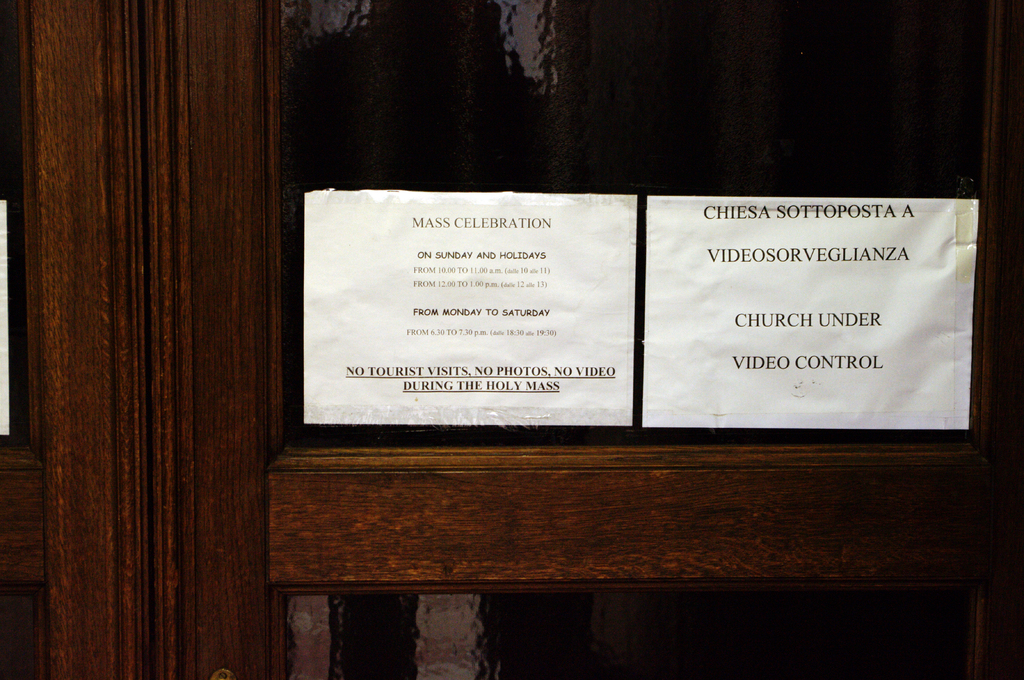 MASS CELEBRATION
ON SUNDAY AND HOLIDAYS
FROM 10.00 TO 11.00 a.m. (dalle 10 alle 11)
FROM 12.00 TO 1.00 p.m. (dalle 12 alle 13)
FROM MONDAY TO SATURDAY
FROM 6.30 TO 7.30 p.m. (dalle 18:30 alle 19:30)
NO TOURIST VISITS, NO PHOTOS, NO VIDEO
DURING THE HOLY MASS
CHIESA SOTTOPOSTA A
VIDEOSORVEGLIANZA
CHURCH UNDER
VIDEO CONTROL